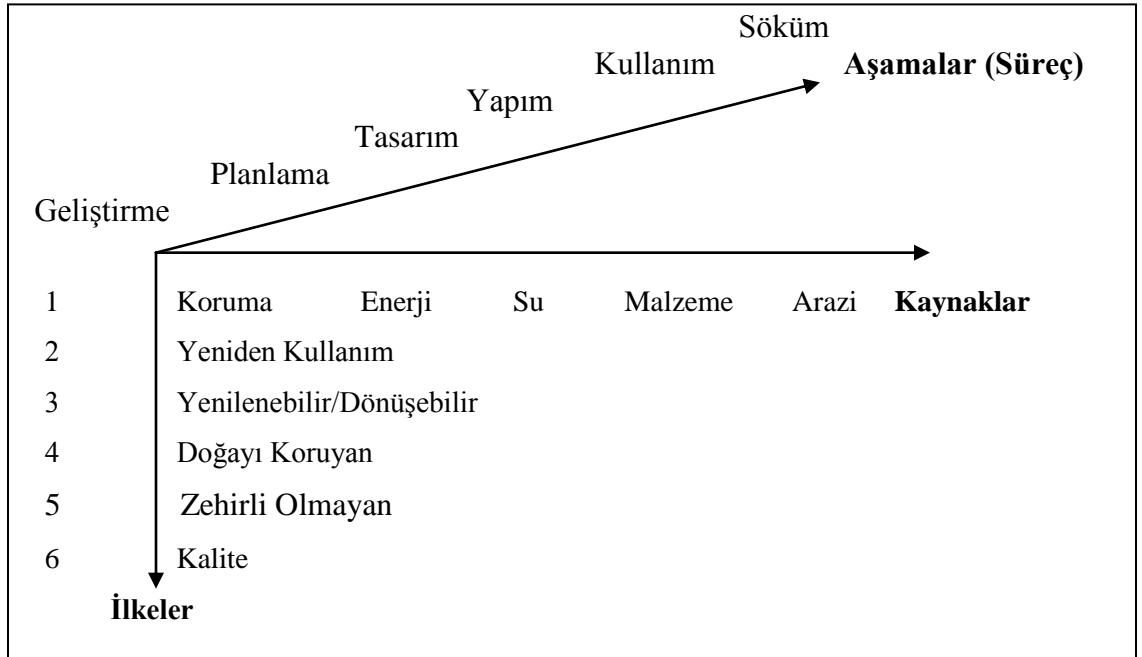 Söküm
Kullanım Aşamalar (Süreç)
Yapım
Tasarım
Planlama
Geliştirme
1 Koruma Enerji Su Malzeme Arazi Kaynaklar
2 Yeniden Kullanım
3 Yenilenebilir/Dönüşebilir
4 Doğayı Koruyan
5 Zehirli Olmayan
6 Kalite
İlkeler